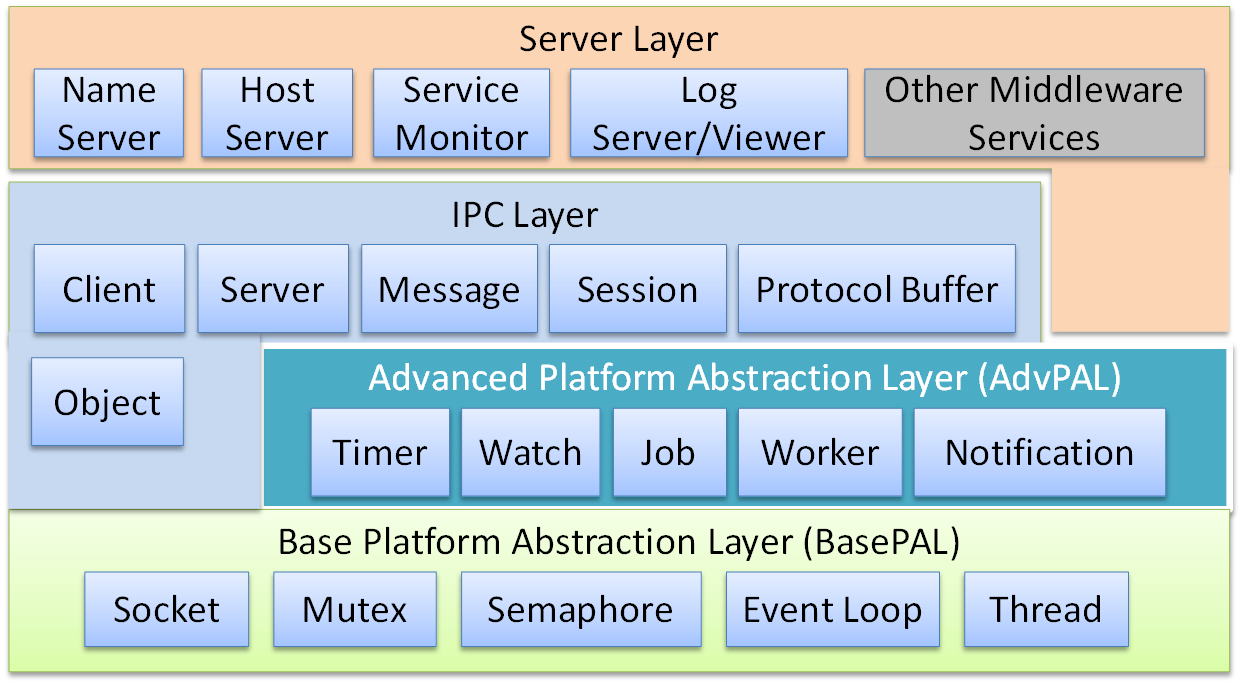 Server Layer
Name
Server
Host
Server
Service
Monitor
Log
Server/Viewer
Other Middleware
Services
IPC Layer
Client
Server
Message
Session
Protocol Buffer
Object
Advanced Platform Abstraction Layer (AdvPAL)
Timer
Watch
Job
Worker
Notification
Base Platform Abstraction Layer (BasePAL)
Socket
Mutex
Semaphore
Event Loop
Thread